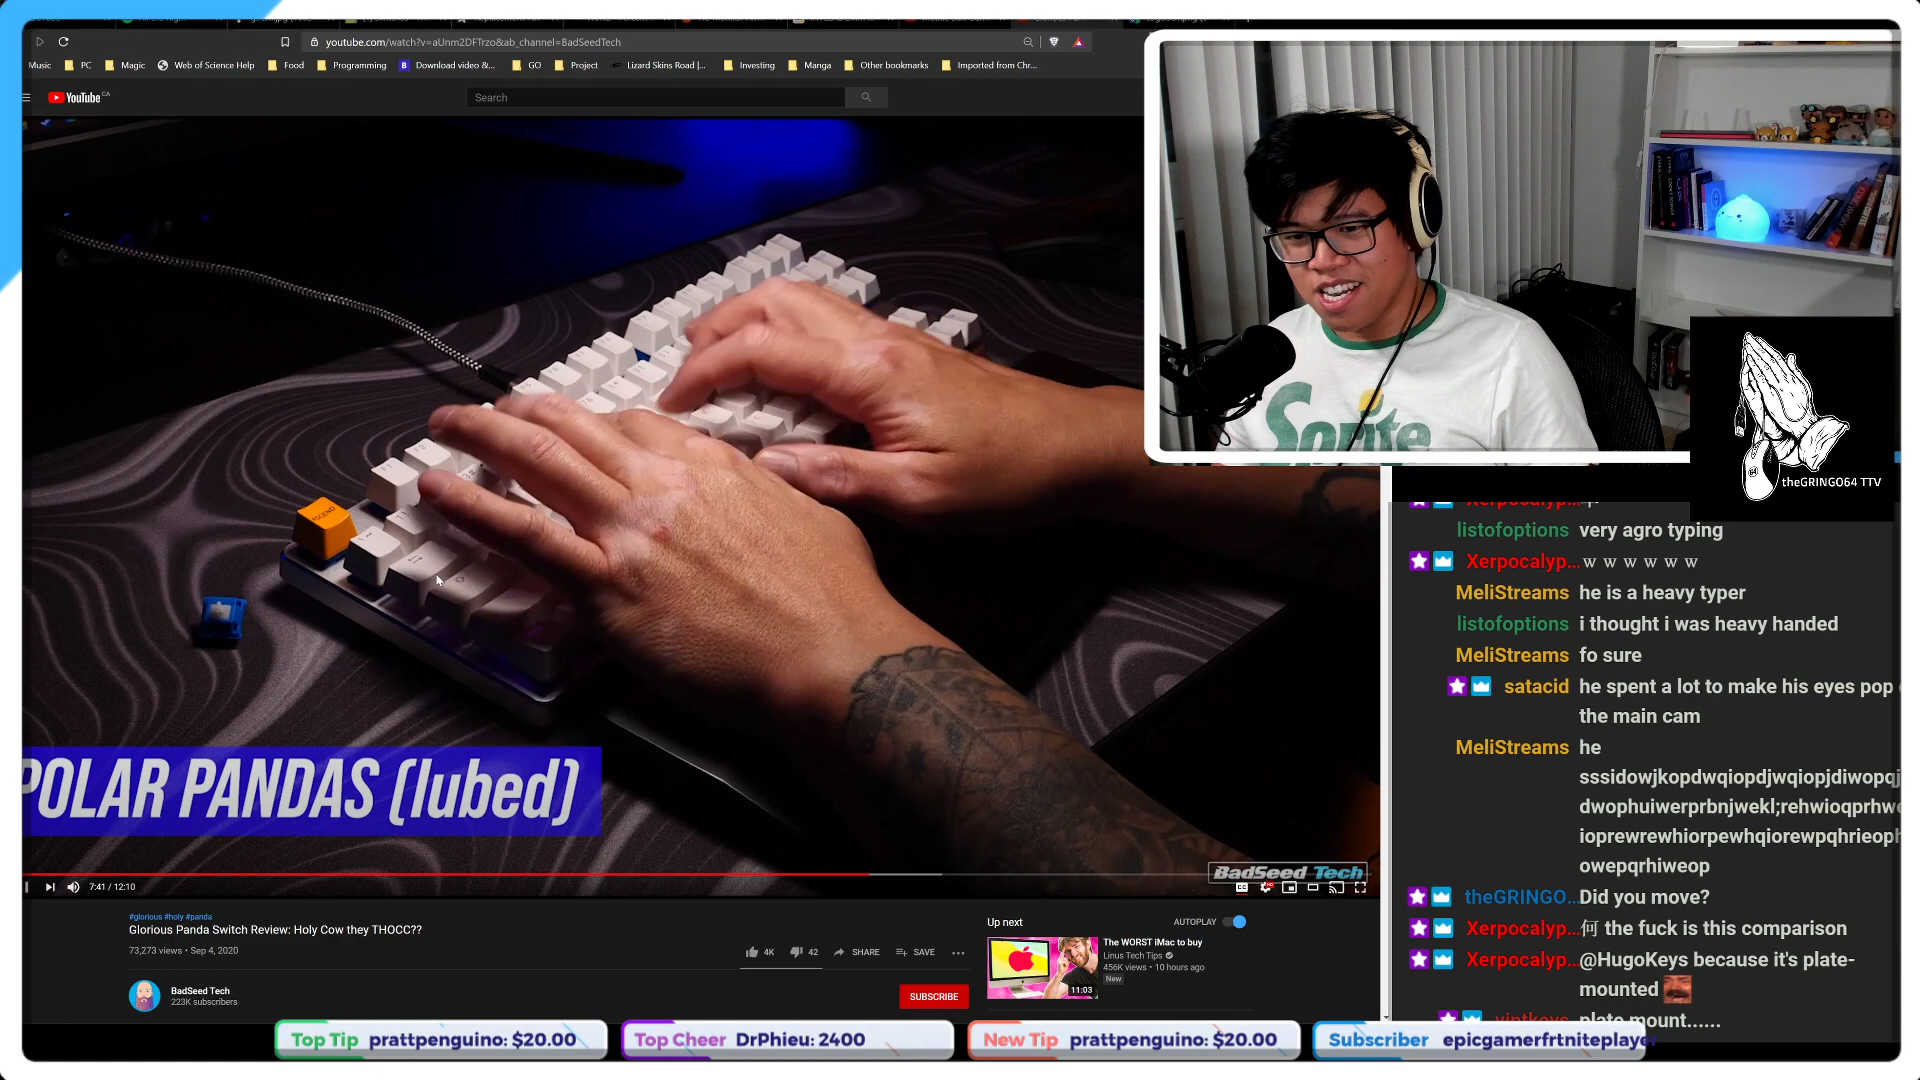 youtube.com/watch?v=aUnm2DFTrzo&ab_channel=BadSeedTech
Music PC Magic Web of Science Help Food Programming Download video &... GO Project Lizard Skins Road |... Investing Manga Other bookmarks Imported from Chr...
YouTube CA
Search
ASCEND
POLAR PANDAS (lubed)
BadSeed Tech
7:41 / 12:10
#glorious #holy #panda
Glorious Panda Switch Review: Holy Cow they THOCC??
73,273 views • Sep 4, 2020
4K 42 SHARE SAVE
BadSeed Tech
223K subscribers
SUBSCRIBE
Up next
AUTOPLAY
The WORST iMac to buy
Linus Tech Tips
456K views • 10 hours ago
New
11:03
Sprite
theGRINGO64 TTV
listofoptions very agro typing
Xerpocalyp... w w w w w w
MeliStreams he is a heavy typer
listofoptions i thought i was heavy handed
MeliStreams fo sure
satacid he spent a lot to make his eyes pop
the main cam
MeliStreams he
sssidowjkopdwqiopdjwqiopjdiwopqj
dwophuiwerprbnjwekl;rehwioqprhwe
ioprewrewhiorpewhqiorewpqhrieoph
owepqrhiweop
theGRINGO... Did you move?
Xerpocalyp... 何 the fuck is this comparison
Xerpocalyp... @HugoKeys because it's plate-
mounted
plate mount......
Top Tip prattpenguino: $20.00
Top Cheer DrPhieu: 2400
New Tip prattpenguino: $20.00
Subscriber epicgamerfrtniteplayer